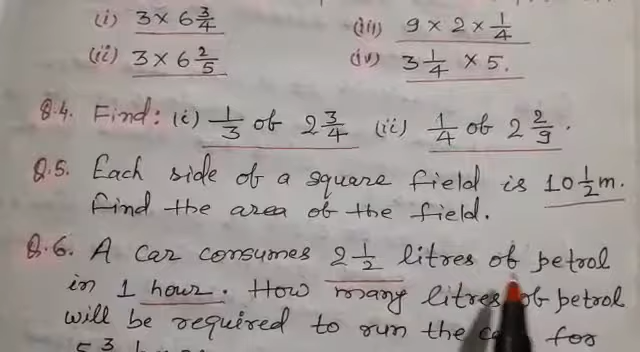 (i) 3 × 6 3/4 (iii) 9 × 2 × 1/4
(ii) 3 × 6 2/5 (iv) 3 1/4 × 5.
Q.4. Find: (i) 1/3 of 2 3/4 (ii) 1/4 of 2 2/9.
Q.5. Each side of a square field is 10 1/2 m.
Find the area of the field.
Q.6. A car consumes 2 1/2 litres of petrol
in 1 hour. How many litres of petrol
will be required to run the for
5 3